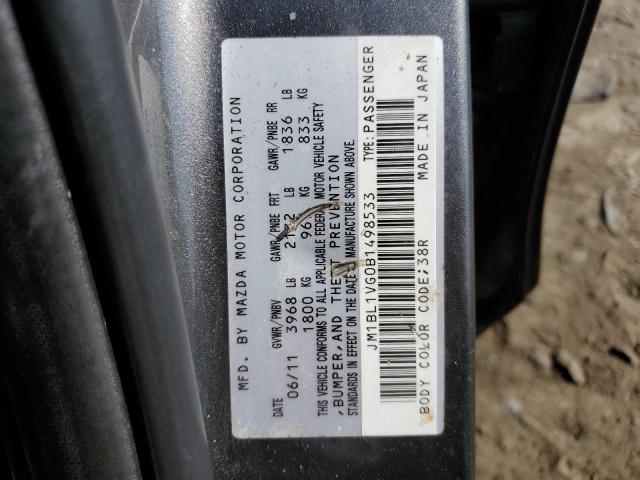 MFD. BY MAZDA MOTOR CORPORATION
DATE GVWR/PNBV GAWR/PNBE FRT GAWR/PNBE RR
06/11 3968 LB LB 1836 LB
1800 KG KG 833 KG
THIS VEHICLE CONFORMS TO ALL APPLICABLE FEDERAL MOTOR VEHICLE SAFETY
,BUMPER,AND THEFT PREVENTION
STANDARDS IN EFFECT ON THE DATE OF MANUFACTURE SHOWN ABOVE.
JM1BL1VG0B1498533 TYPE: PASSENGER
BODY COLOR CODE;38R MADE IN JAPAN